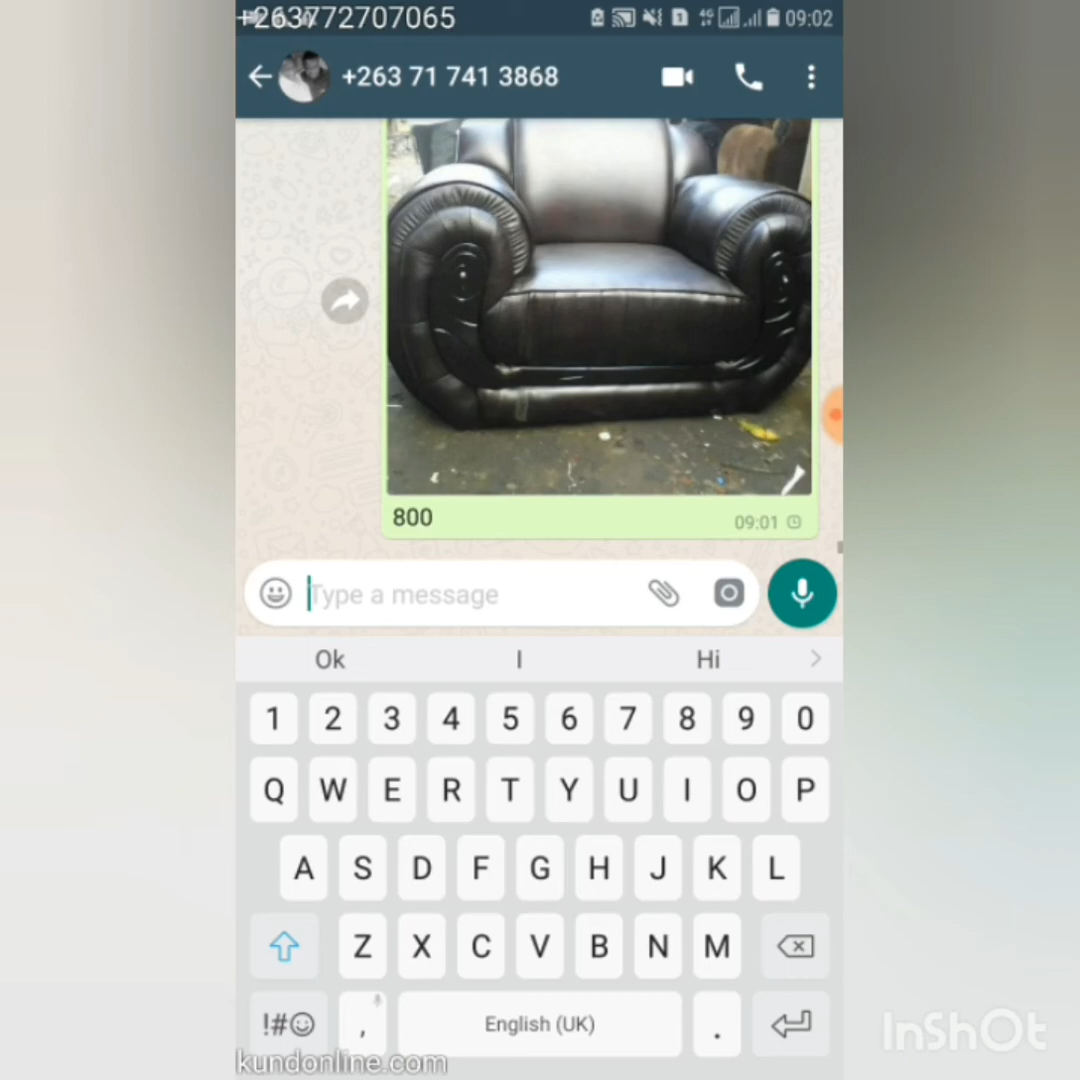 +263772707065
4G 09:02
+263 71 741 3868
800
09:01
Type a message
Ok I Hi
1 2 3 4 5 6 7 8 9 0
Q W E R T Y U I O P
A S D F G H J K L
Z X C V B N M
!#☺ , English (UK) .
kundonline.com
InShOt